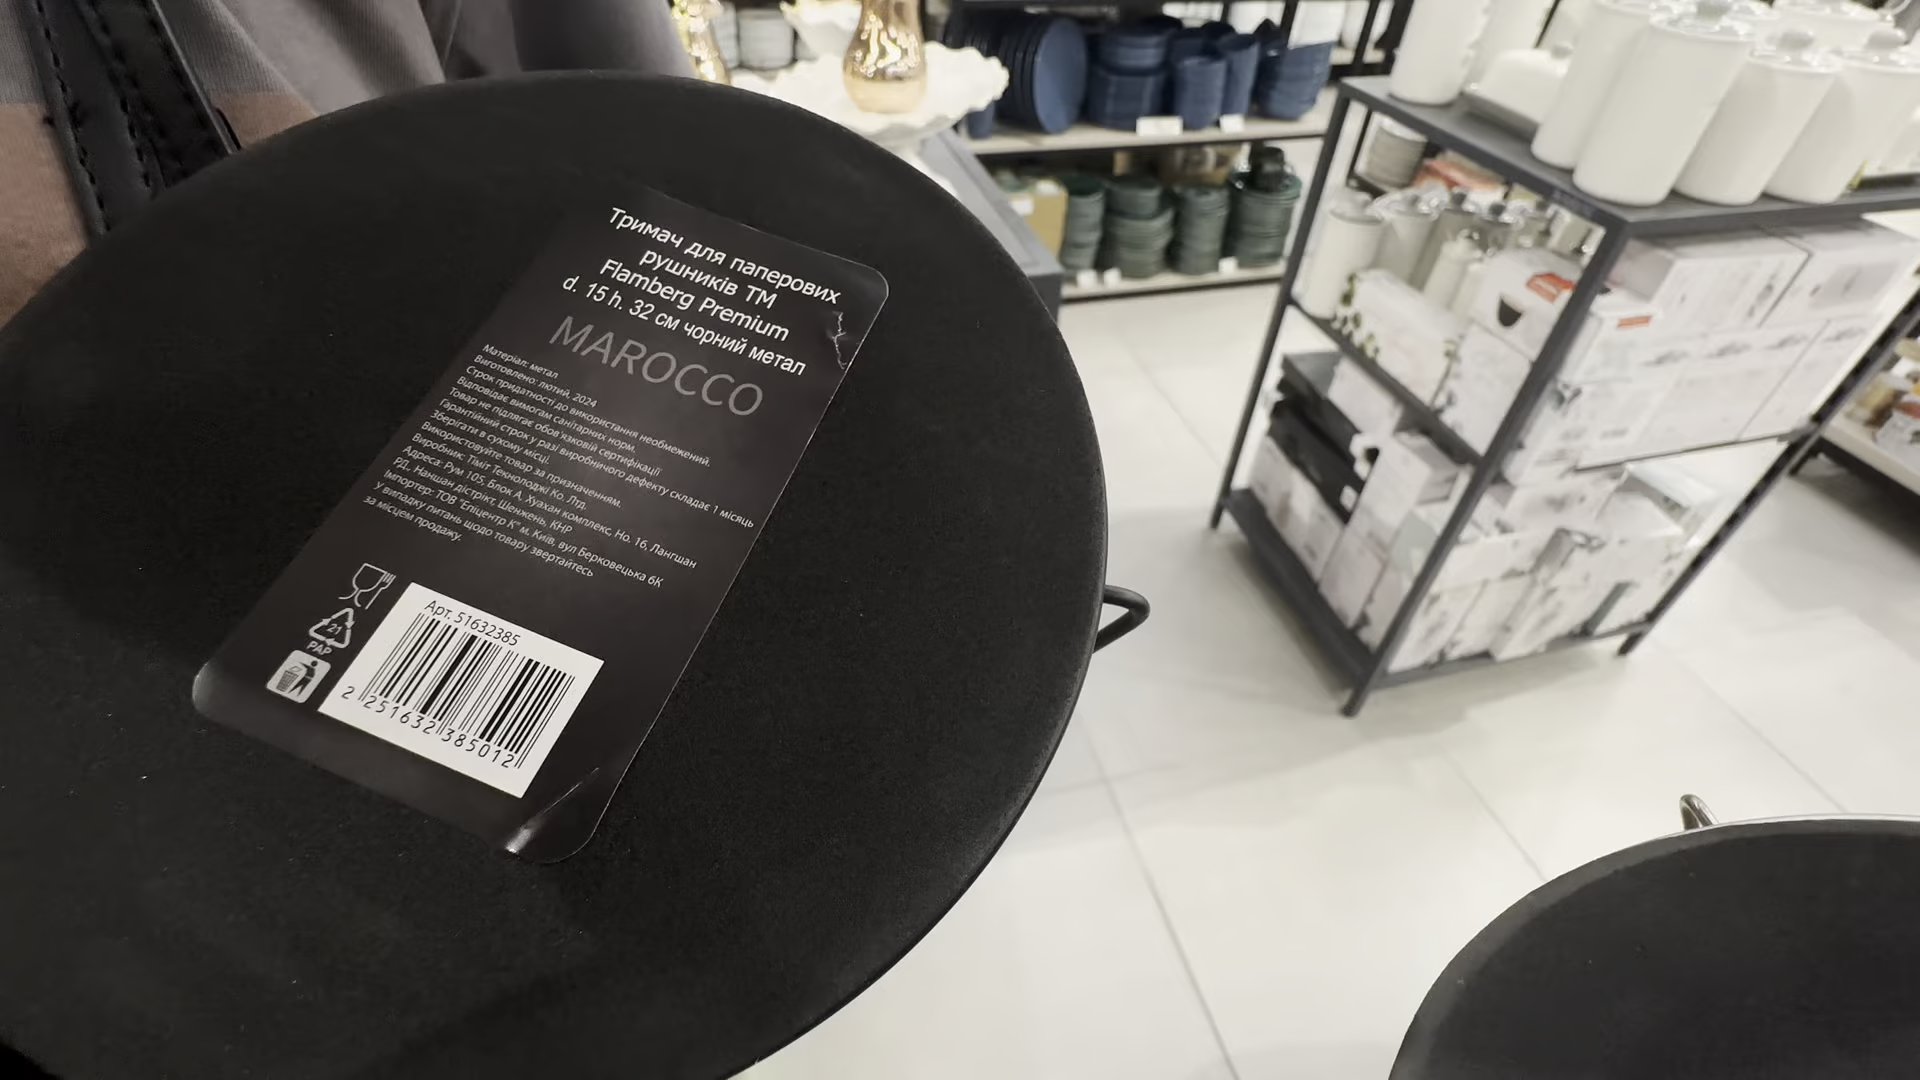 Тримач для паперових
рушників ТМ
Flamberg Premium
d. 15 h. 32 см чорний метал
MAROCCO
Матеріал: метал
Виготовлено: лютий, 2024
Строк придатності до використання необмежений.
Відповідає вимогам санітарних норм.
Товар не підлягає обов'язковій сертифікації
Гарантійний строк у разі виробничого дефекту складає 1 місяць
Зберігати в сухому місці.
Використовуйте товар за призначенням.
Виробник: Тіміт Текнолоджі Ко. Лтд.
Адреса: Рум 105, Блок А, Хуахан комплекс, Но. 16, Лангшан
РД., Наншан дістрікт, Шенжень, КНР
Імпортер: ТОВ "Епіцентр К" м. Київ, вул Берковецька 6К
У випадку питань щодо товару звертайтесь
за місцем продажу.
21
PAP
Арт. 51632385
2 251632 385012